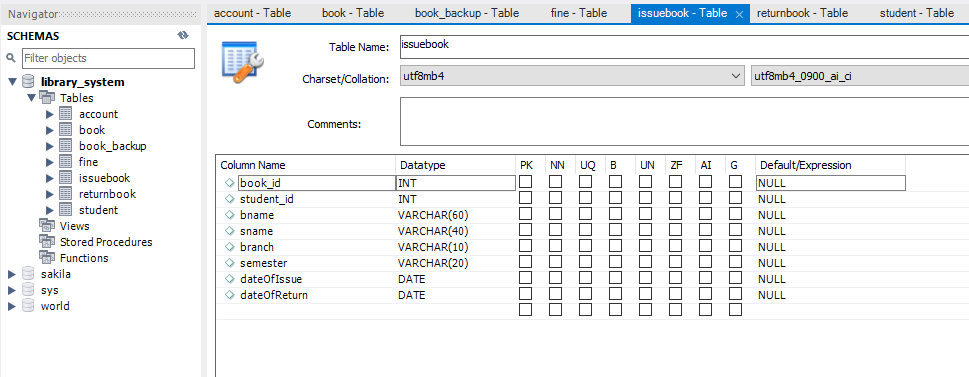 Navigator
SCHEMAS
Filter objects
library_system
Tables
account
book
book_backup
fine
issuebook
returnbook
student
Views
Stored Procedures
Functions
sakila
sys
world
account - Table book - Table book_backup - Table fine - Table issuebook - Table × returnbook - Table student - Table
Table Name: issuebook
Charset/Collation: utf8mb4 utf8mb4_0900_ai_ci
Comments:
Column Name Datatype PK NN UQ B UN ZF AI G Default/Expression
book_id INT NULL
student_id INT NULL
bname VARCHAR(60) NULL
sname VARCHAR(40) NULL
branch VARCHAR(10) NULL
semester VARCHAR(20) NULL
dateOfIssue DATE NULL
dateOfReturn DATE NULL